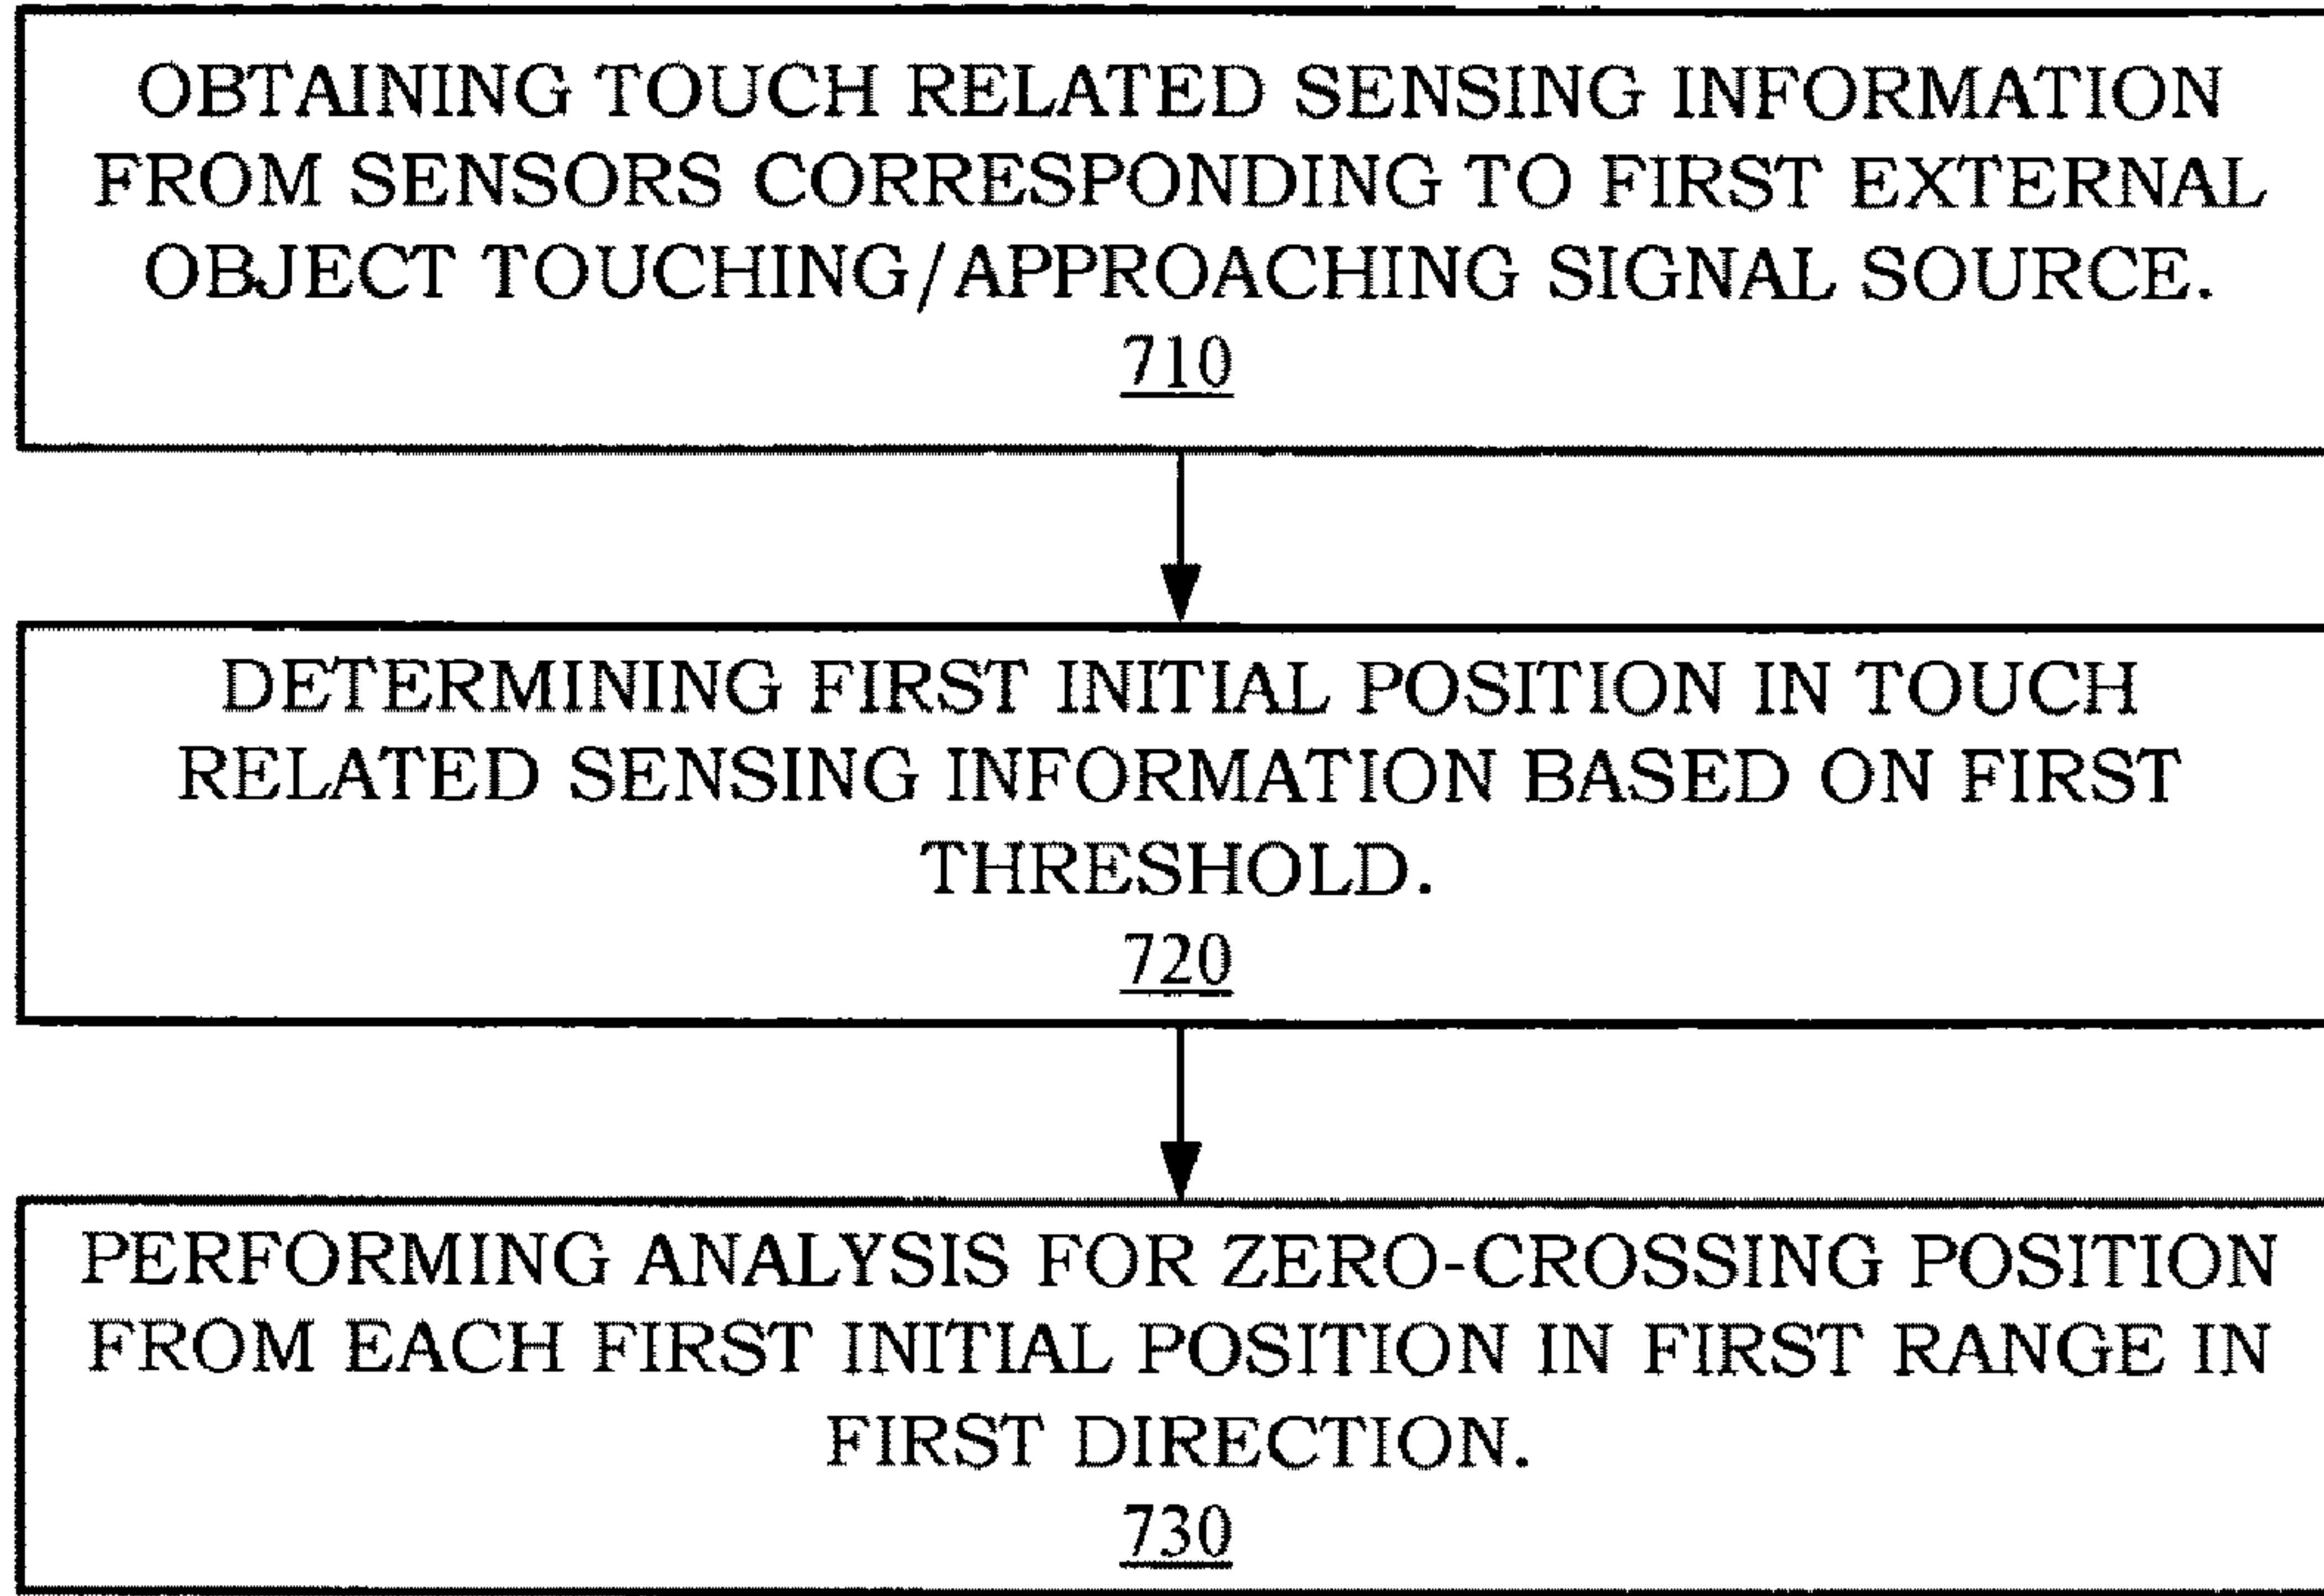 OBTAINING TOUCH RELATED SENSING INFORMATION
FROM SENSORS CORRESPONDING TO FIRST EXTERNAL
OBJECT TOUCHING/APPROACHING SIGNAL SOURCE.
710
DETERMINING FIRST INITIAL POSITION IN TOUCH
RELATED SENSING INFORMATION BASED ON FIRST
THRESHOLD.
720
PERFORMING ANALYSIS FOR ZERO-CROSSING POSITION
FROM EACH FIRST INITIAL POSITION IN FIRST RANGE IN
FIRST DIRECTION.
730